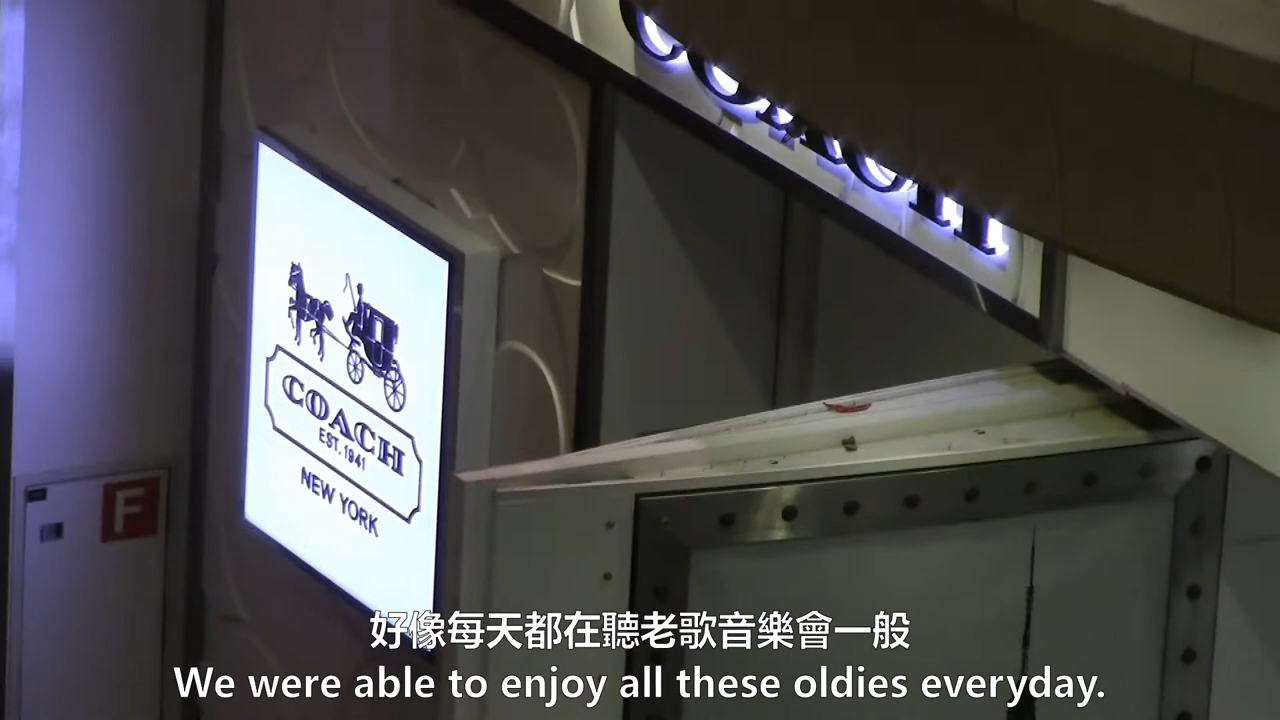 COACH
COACH
EST. 1941
NEW YORK
F
好像每天都在聽老歌音樂會一般
We were able to enjoy all these oldies everyday.